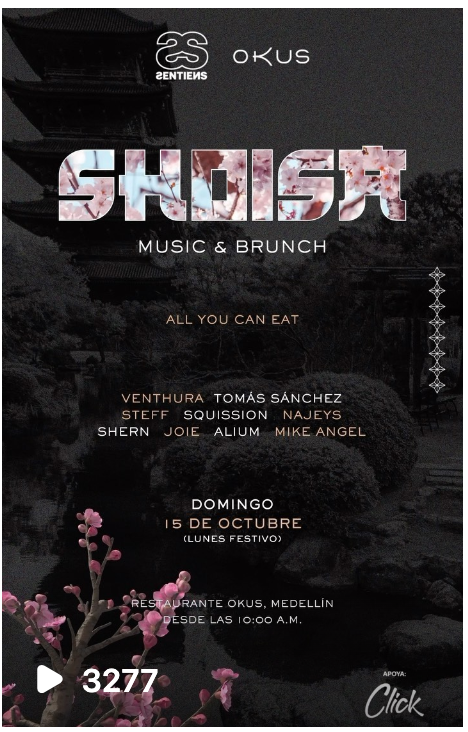 SENTIENS OKUS
SHOISA
MUSIC & BRUNCH
ALL YOU CAN EAT
VENTHURA TOMÁS SÁNCHEZ
STEFF SQUISSION NAJEYS
SHERN JOIE ALIUM MIKE ANGEL
DOMINGO
15 DE OCTUBRE
(LUNES FESTIVO)
RESTAURANTE OKUS, MEDELLÍN
DESDE LAS 10:00 A.M.
3277
APOYA:
Click